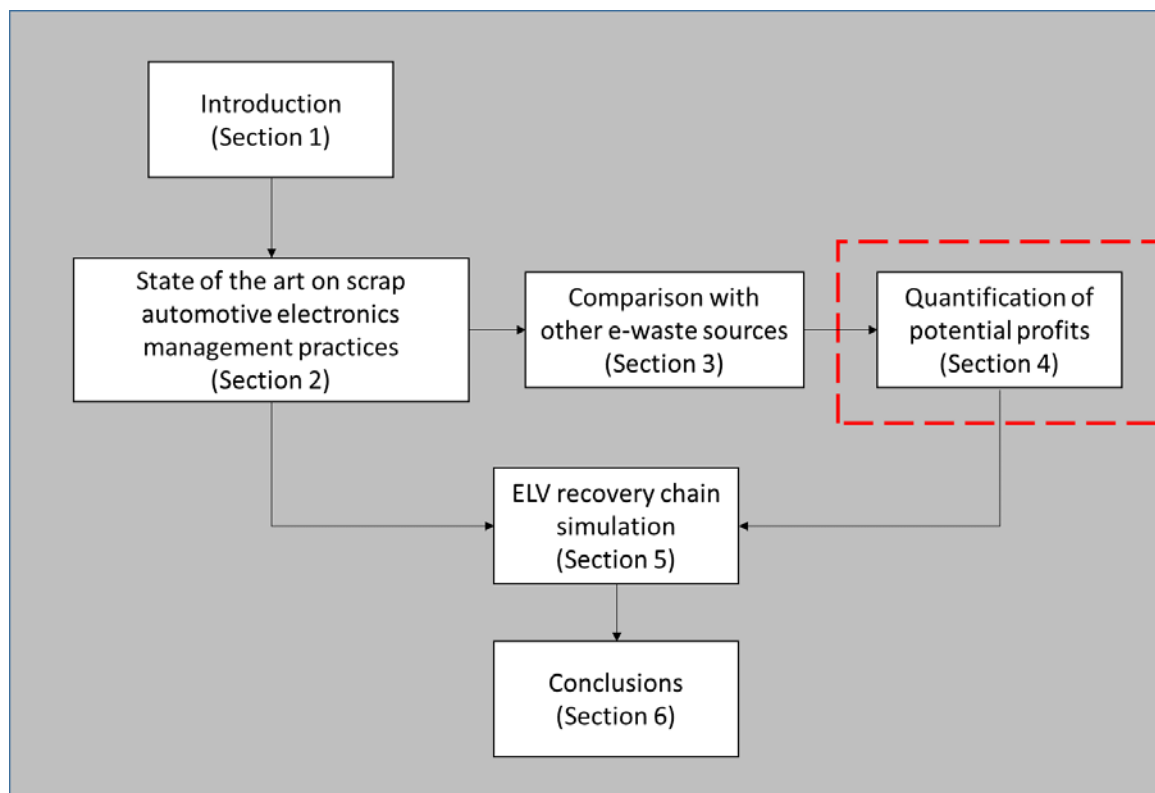 Introduction
(Section 1)
State of the art on scrap
automotive electronics
management practices
(Section 2)
Comparison with
other e-waste sources
(Section 3)
Quantification of
potential profits
(Section 4)
ELV recovery chain
simulation
(Section 5)
Conclusions
(Section 6)